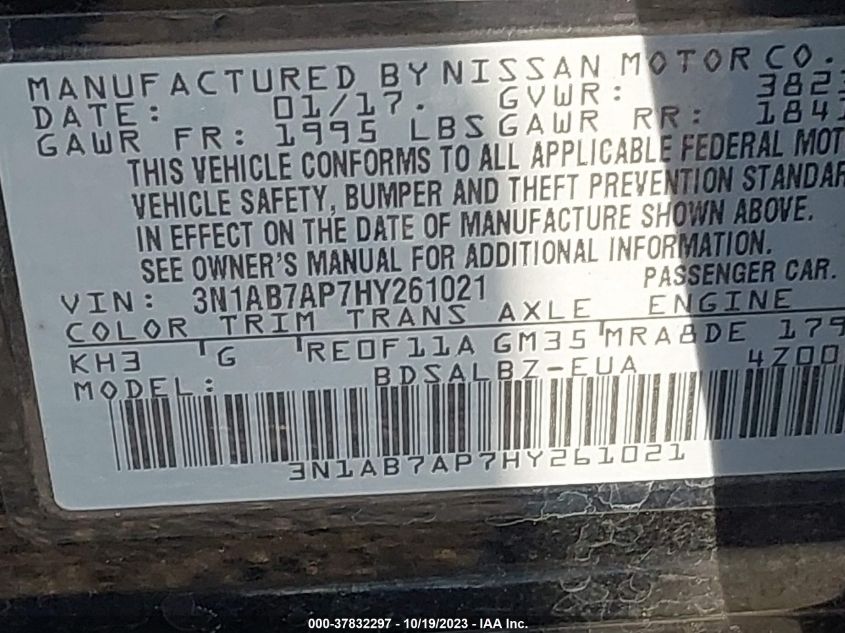 MANUFACTURED BY NISSAN MOTOR CO.
DATE: 01/17. GVWR: 382
GAWR FR: 1995 LBS GAWR RR: 184
THIS VEHICLE CONFORMS TO ALL APPLICABLE FEDERAL MOT
VEHICLE SAFETY, BUMPER AND THEFT PREVENTION STANDAR
IN EFFECT ON THE DATE OF MANUFACTURE SHOWN ABOVE.
SEE OWNER'S MANUAL FOR ADDITIONAL INFORMATION.
VIN: 3N1AB7AP7HY261021 PASSENGER CAR.
COLOR TRIM TRANS AXLE ENGINE
KH3 G RE0F11A GM35 MRA8DE 179
MODEL: BDSALBZ-EUA 4Z00
3N1AB7AP7HY261021
000-37832297 - 10/19/2023 - IAA Inc.